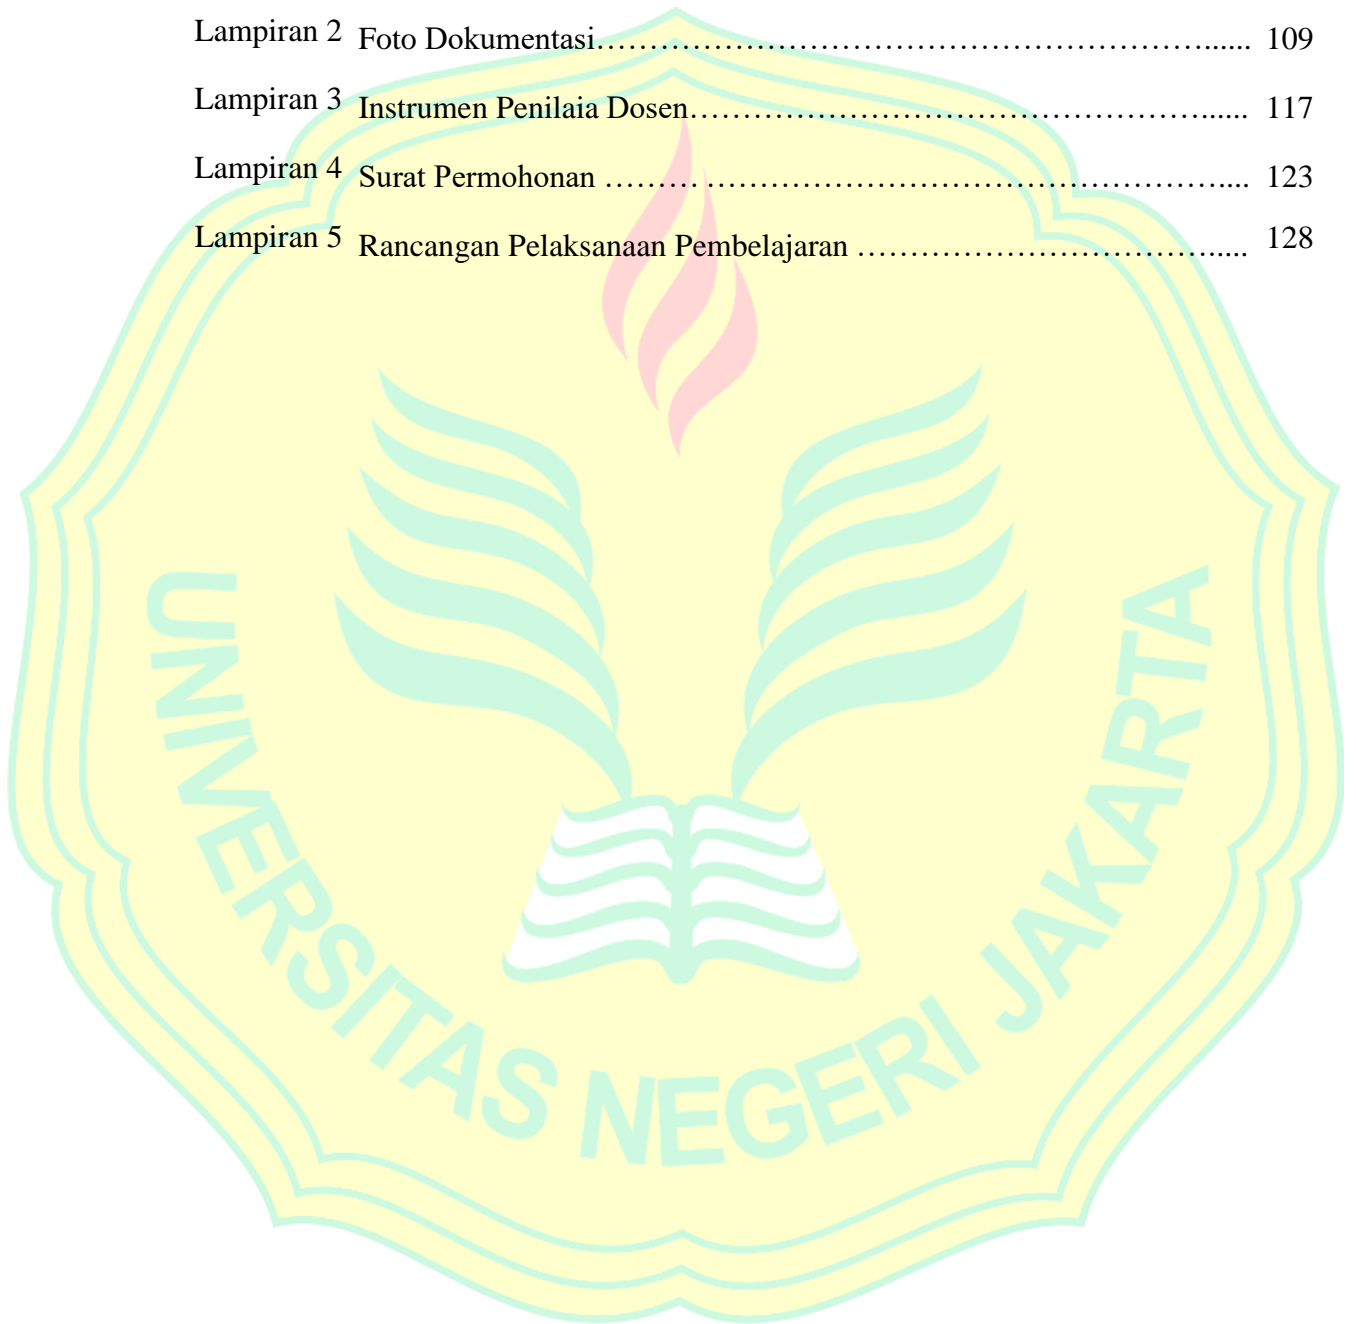 Lampiran 2 Foto Dokumentasi…………………………………………………………...... 109
Lampiran 3 Instrumen Penilaia Dosen………………………………………………...... 117
Lampiran 4 Surat Permohonan ……… ……………………………………………….... 123
Lampiran 5 Rancangan Pelaksanaan Pembelajaran ………………………………..... 128
UNIVERSITAS NEGERI JAKARTA